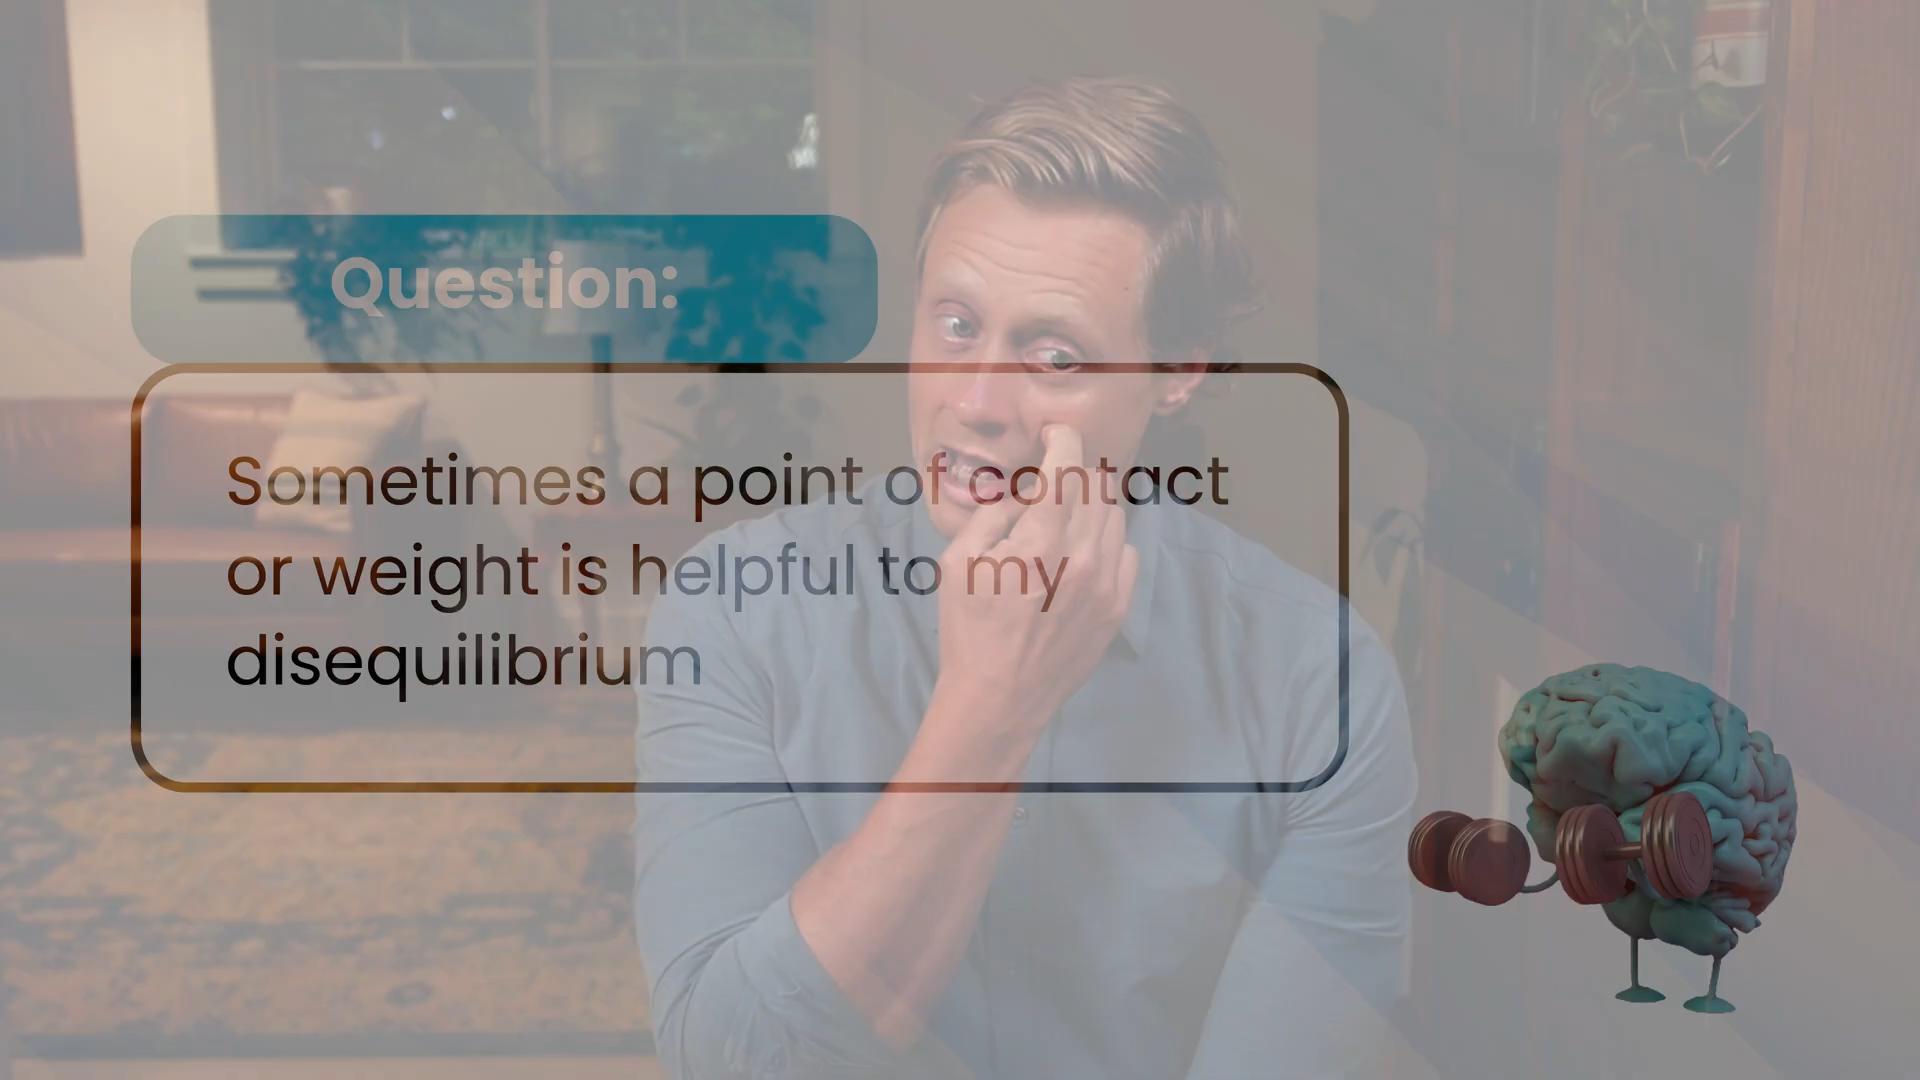 Question:
Sometimes a point of contact
or weight is helpful to my
disequilibrium